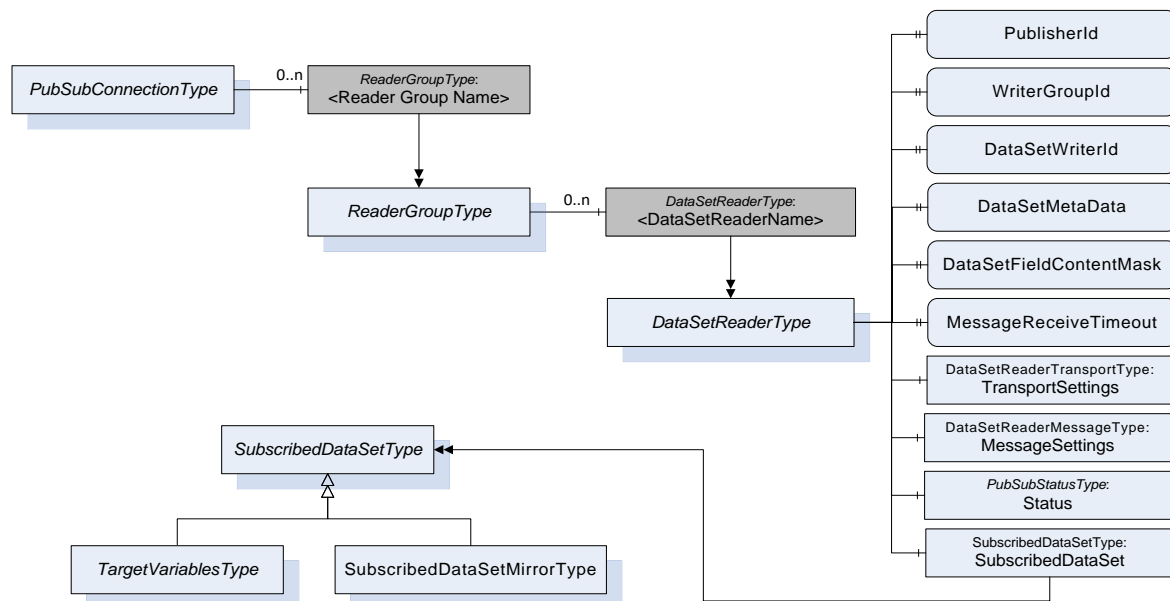 PublisherId
0..n
ReaderGroupType:
PubSubConnectionType
<Reader Group Name>
WriterGroupId
DataSetWriterId
0..n
ReaderGroupType
DataSetReaderType:
<DataSetReaderName>
DataSetMetaData
DataSetFieldContentMask
DataSetReaderType
MessageReceiveTimeout
DataSetReaderTransportType:
TransportSettings
DataSetReaderMessageType:
MessageSettings
SubscribedDataSetType
PubSubStatusType:
Status
SubscribedDataSetType:
SubscribedDataSet
TargetVariablesType
SubscribedDataSetMirrorType